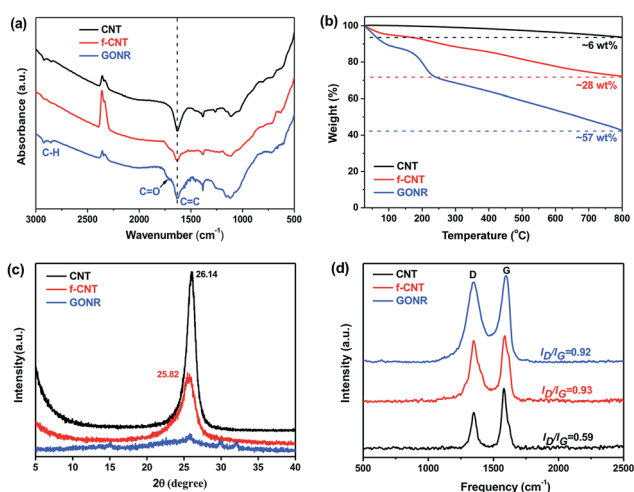 (a)
CNT
f-CNT
GONR
C-H
C=O
C=C
Absorbance (a.u.)
3000 2500 2000 1500 1000 500
Wavenumber (cm⁻¹)
(b)
100
80
60
40
20
0
~6 wt%
~28 wt%
~57 wt%
CNT
f-CNT
GONR
Weight (%)
100 200 300 400 500 600 700 800
Temperature (°C)
(c)
CNT
f-CNT
GONR
26.14
25.82
Intensity(a.u.)
5 10 15 20 25 30 35 40
2θ (degree)
(d)
CNT
f-CNT
GONR
D G
I_D/I_G=0.92
I_D/I_G=0.93
I_D/I_G=0.59
Intensity (a.u.)
500 1000 1500 2000 2500
Frequency (cm⁻¹)